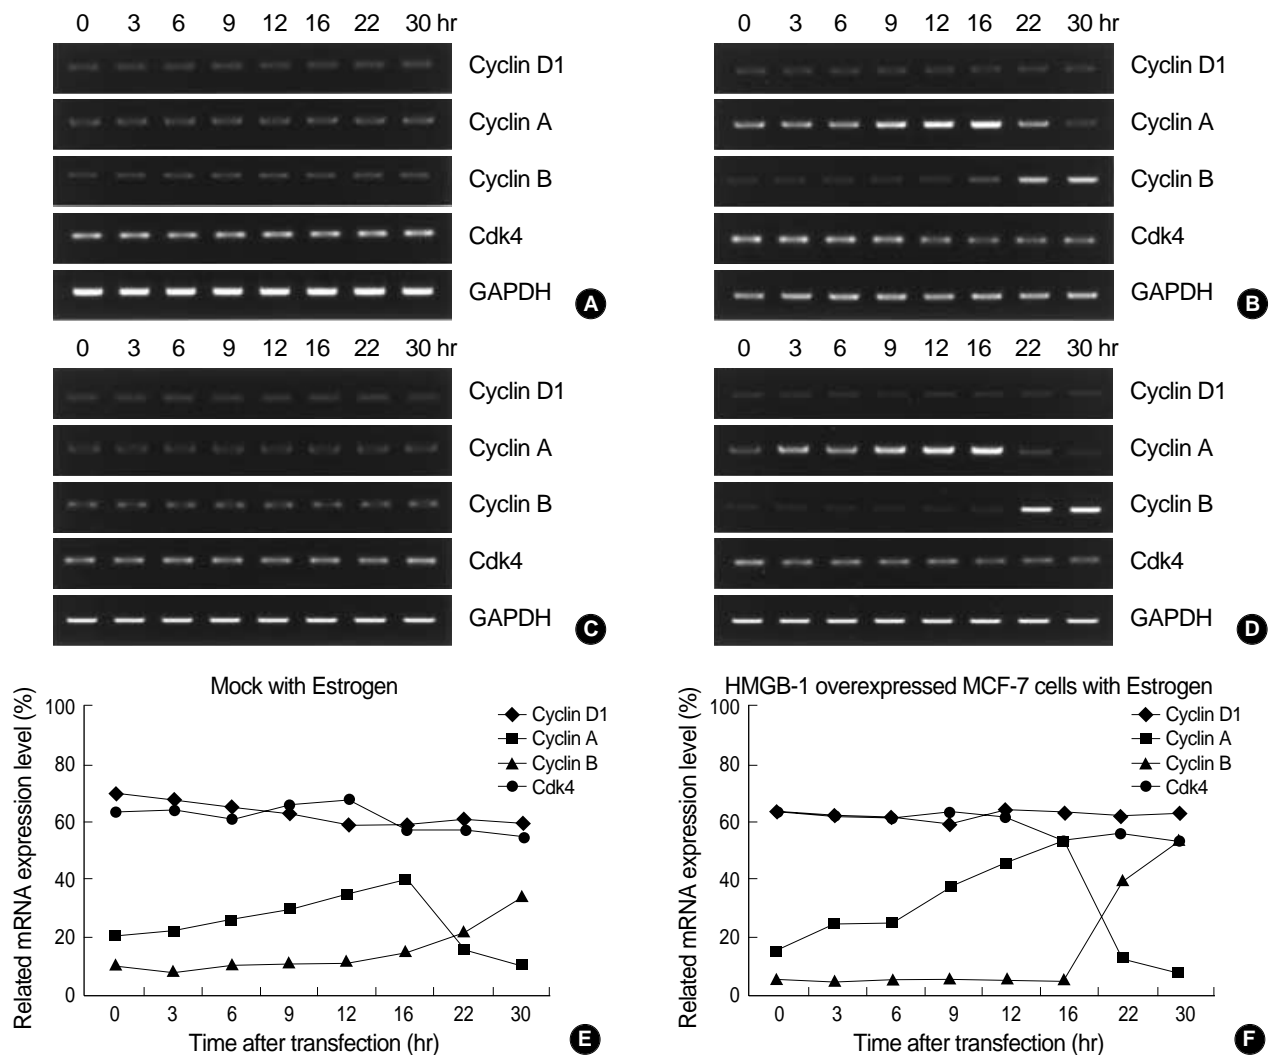 0 3 6 9 12 16 22 30 hr
Cyclin D1
Cyclin A
Cyclin B
Cdk4
GAPDH
A
0 3 6 9 12 16 22 30 hr
Cyclin D1
Cyclin A
Cyclin B
Cdk4
GAPDH
B
0 3 6 9 12 16 22 30 hr
Cyclin D1
Cyclin A
Cyclin B
Cdk4
GAPDH
C
0 3 6 9 12 16 22 30 hr
Cyclin D1
Cyclin A
Cyclin B
Cdk4
GAPDH
D
Mock with Estrogen
Related mRNA expression level (%)
100
80
60
40
20
0
Cyclin D1
Cyclin A
Cyclin B
Cdk4
0 3 6 9 12 16 22 30
Time after transfection (hr)
E
HMGB-1 overexpressed MCF-7 cells with Estrogen
Related mRNA expression level (%)
100
80
60
40
20
0
Cyclin D1
Cyclin A
Cyclin B
Cdk4
0 3 6 9 12 16 22 30
Time after transfection (hr)
F